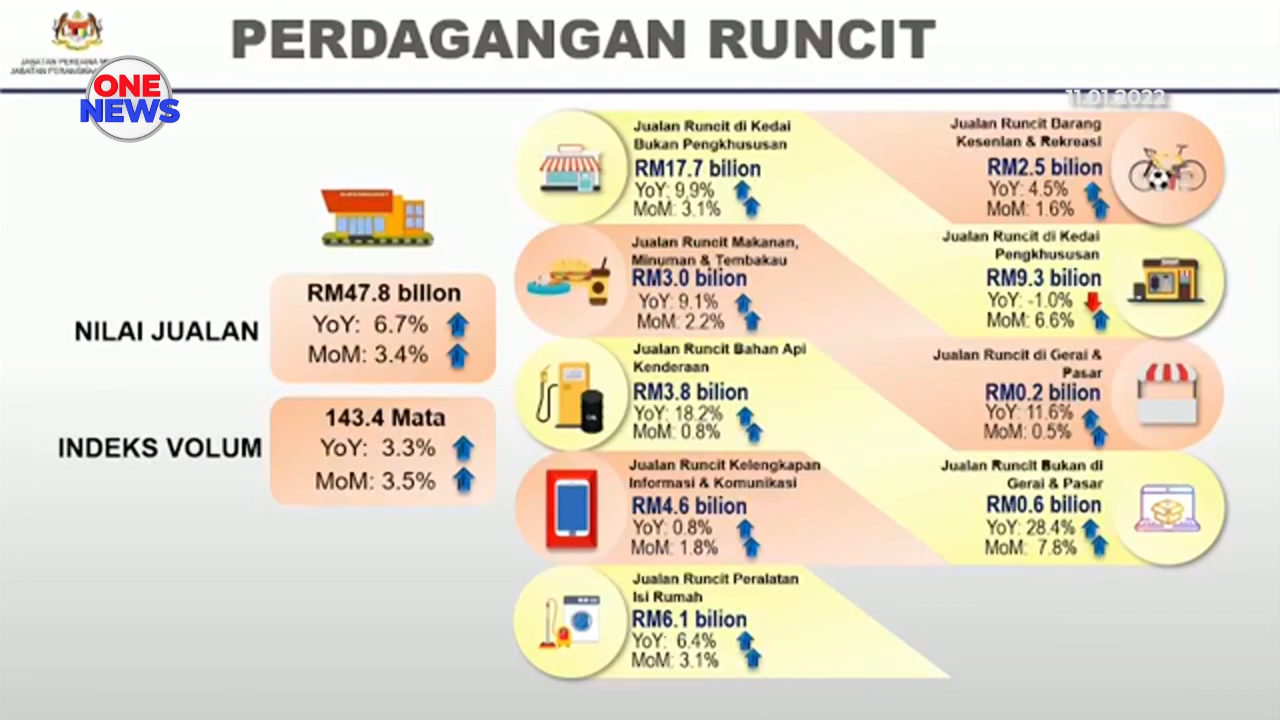 PERDAGANGAN RUNCIT
ONE
NEWS
11.01.2022
SUPERMARKET
NILAI JUALAN
RM47.8 bilion
YoY: 6.7%
MoM: 3.4%
INDEKS VOLUM
143.4 Mata
YoY: 3.3%
MoM: 3.5%
Jualan Runcit di Kedai
Bukan Pengkhususan
RM17.7 bilion
YoY: 9.9%
MoM: 3.1%
Jualan Runcit Makanan,
Minuman & Tembakau
RM3.0 bilion
YoY: 9.1%
MoM: 2.2%
Jualan Runcit Bahan Api
Kenderaan
RM3.8 bilion
YoY: 18.2%
MoM: 0.8%
Jualan Runcit Kelengkapan
Informasi & Komunikasi
RM4.6 bilion
YoY: 0.8%
MoM: 1.8%
Jualan Runcit Peralatan
Isi Rumah
RM6.1 bilion
YoY: 6.4%
MoM: 3.1%
Jualan Runcit Barang
Kesenian & Rekreasi
RM2.5 bilion
YoY: 4.5%
MoM: 1.6%
Jualan Runcit di Kedai
Pengkhususan
RM9.3 bilion
YoY: -1.0%
MoM: 6.6%
Jualan Runcit di Gerai &
Pasar
RM0.2 bilion
YoY: 11.6%
MoM: 0.5%
Jualan Runcit Bukan di
Gerai & Pasar
RM0.6 bilion
YoY: 28.4%
MoM: 7.8%